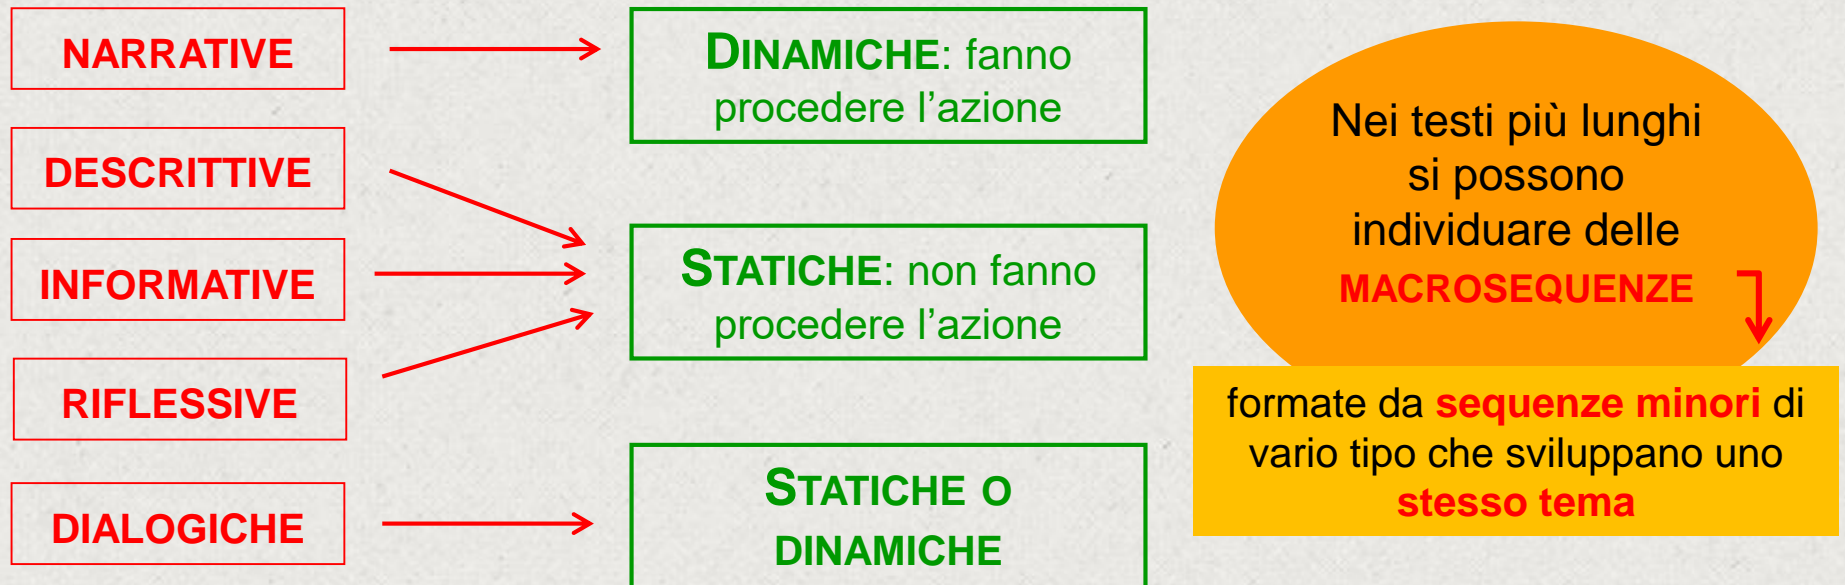 NARRATIVE
DESCRITTIVE
INFORMATIVE
RIFLESSIVE
DIALOGICHE
DINAMICHE: fanno
procedere l’azione
STATICHE: non fanno
procedere l’azione
STATICHE O
DINAMICHE
Nei testi più lunghi
si possono
individuare delle
MACROSEQUENZE
formate da sequenze minori di
vario tipo che sviluppano uno
stesso tema